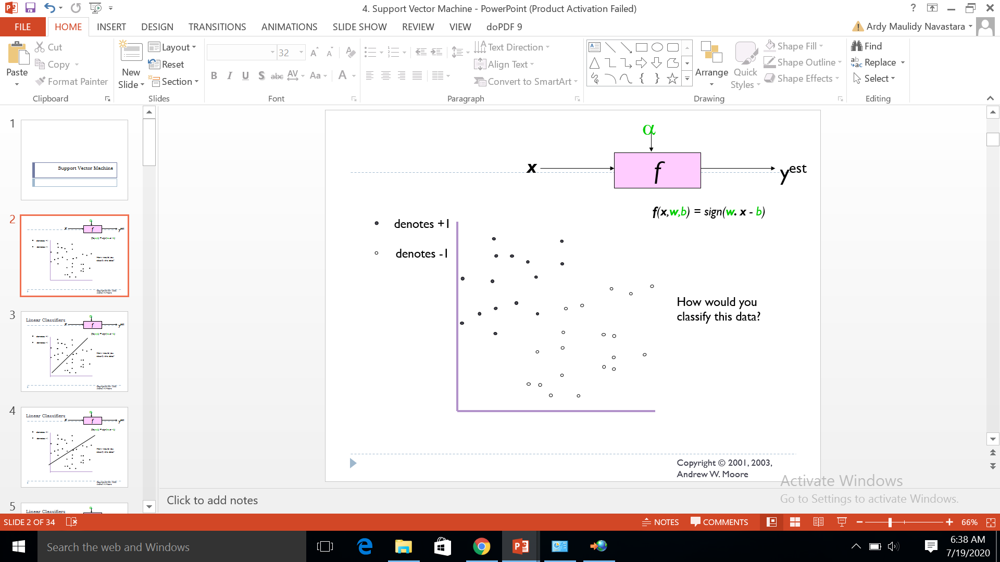 4. Support Vector Machine - PowerPoint (Product Activation Failed)
?
FILE HOME INSERT DESIGN TRANSITIONS ANIMATIONS SLIDE SHOW REVIEW VIEW doPDF 9
Ardy Maulidy Navastara
Paste
Cut
Copy
Format Painter
Clipboard
New
Slide
Layout
Reset
Section
Slides
32
B I U S abc AV Aa A
Font
Text Direction
Align Text
Convert to SmartArt
Paragraph
Arrange
Quick
Styles
Shape Fill
Shape Outline
Shape Effects
Drawing
Find
Replace
Select
Editing
1
Support Vector Machine
2
3
Linear Classifiers
4
Linear Classifiers
5
Linear Classifiers
α
x
f
yest
f(x,w,b) = sign(w. x - b)
denotes +1
denotes -1
How would you
classify this data?
Copyright © 2001, 2003,
Andrew W. Moore
Activate Windows
Go to Settings to activate Windows.
Click to add notes
SLIDE 2 OF 34
NOTES COMMENTS 66%
Search the web and Windows
6:38 AM
7/19/2020